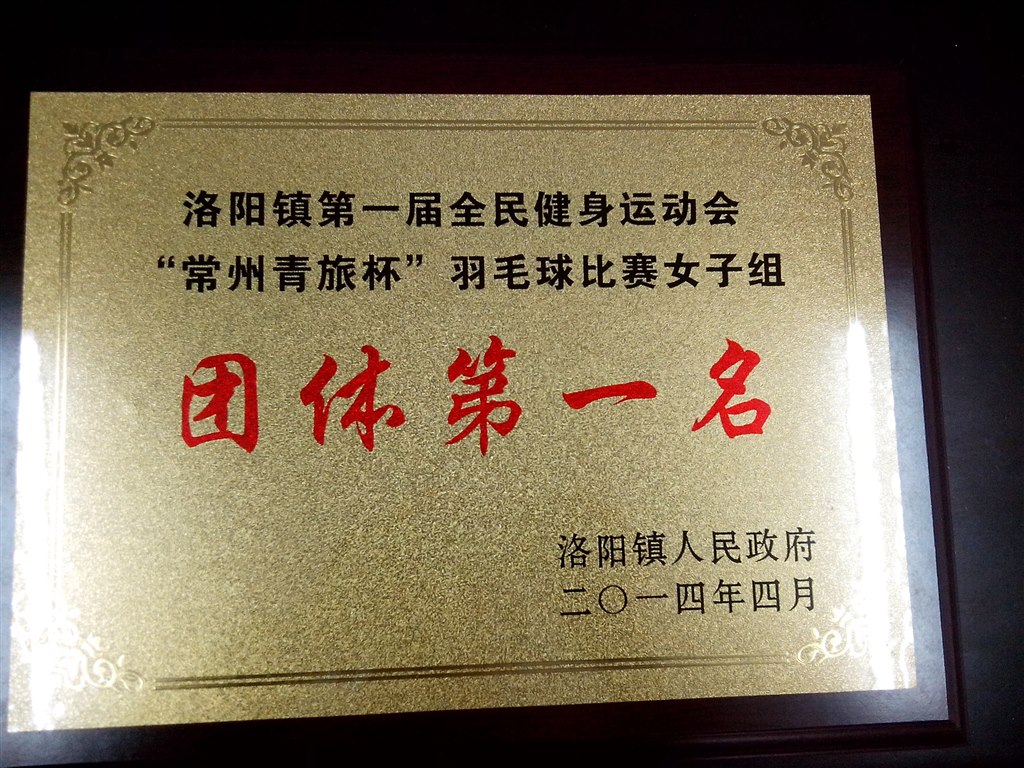 洛阳镇第一届全民健身运动会
“常州青旅杯”羽毛球比赛女子组
团体第一名
洛阳镇人民政府
二〇一四年四月